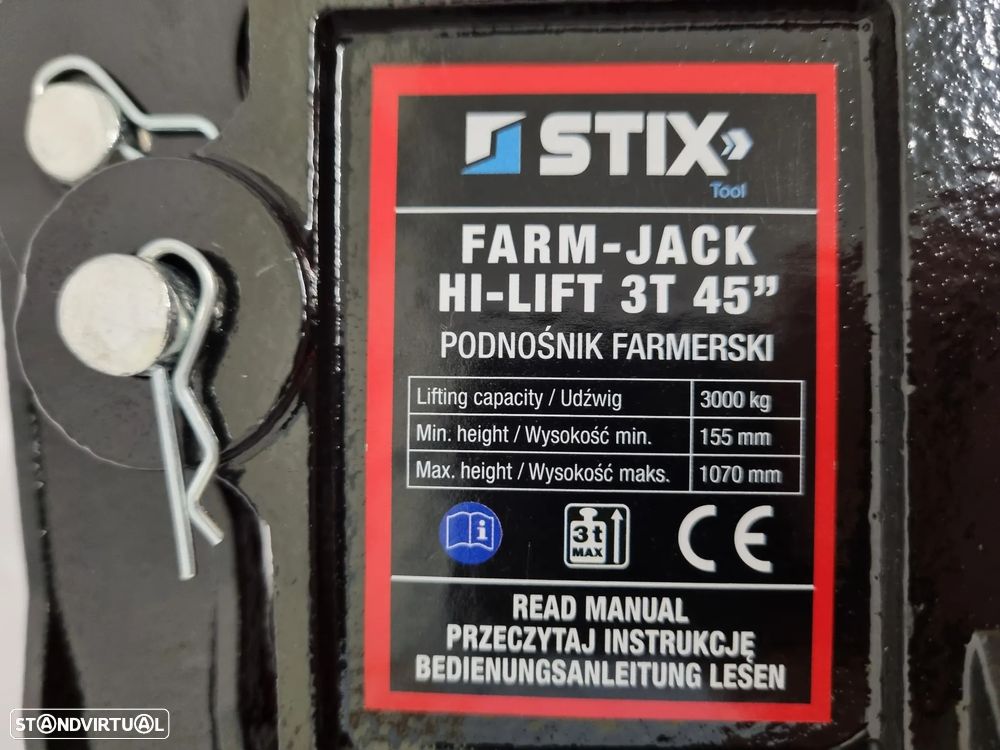 STIX
Tool
FARM-JACK
HI-LIFT 3T 45”
PODNOŚNIK FARMERSKI
Lifting capacity / Udźwig 3000 kg
Min. height / Wysokość min. 155 mm
Max. height / Wysokość maks. 1070 mm
i
3t
MAX
CE
READ MANUAL
PRZECZYTAJ INSTRUKCJĘ
BEDIENUNGSANLEITUNG LEŚEN
STANDVIRTUAL